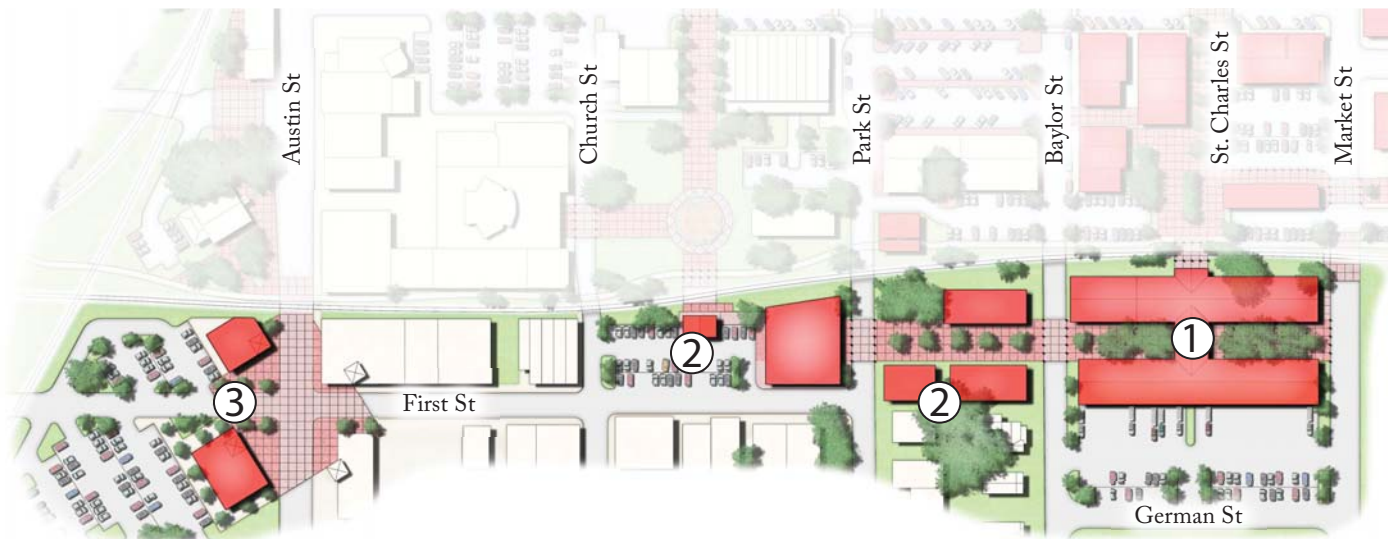 Austin St
Church St
Park St
Baylor St
St. Charles St
Market St
1
2
2
3
First St
German St